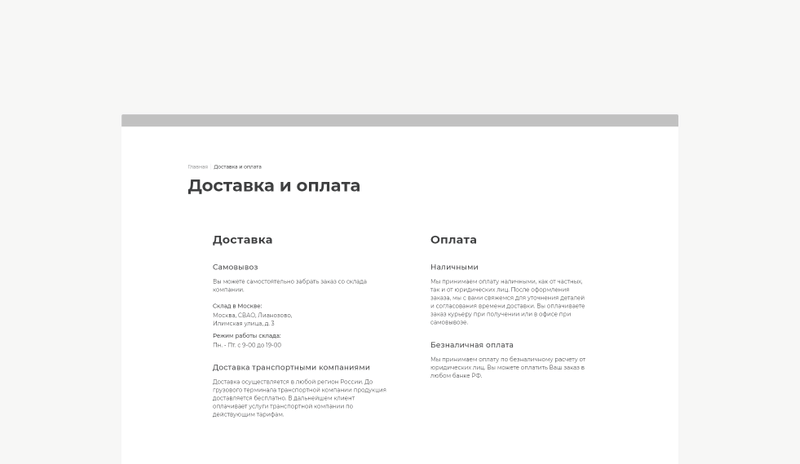 Главная | Доставка и оплата
Доставка и оплата
Доставка
Самовывоз
Вы можете самостоятельно забрать заказ со склада
компании.
Склад в Москве:
Москва, СВАО, Лианозово,
Илимская улица, д. 3
Режим работы склада:
Пн. - Пт. с 9-00 до 19-00
Доставка транспортными компаниями
Доставка осуществляется в любой регион России. До
грузового терминала транспортной компании продукция
доставляется бесплатно. В дальнейшем клиент
оплачивает услуги транспортной компании по
действующим тарифам.
Оплата
Наличными
Мы принимаем оплату наличными, как от частных,
так и от юридических лиц. После оформления
заказа, мы с вами свяжемся для уточнения деталей
и согласования времени доставки. Вы оплачиваете
заказ курьеру при получении или в офисе при
самовывозе.
Безналичная оплата
Мы принимаем оплату по безналичному расчету от
юридических лиц. Вы можете оплатить Ваш заказ в
любом банке РФ.